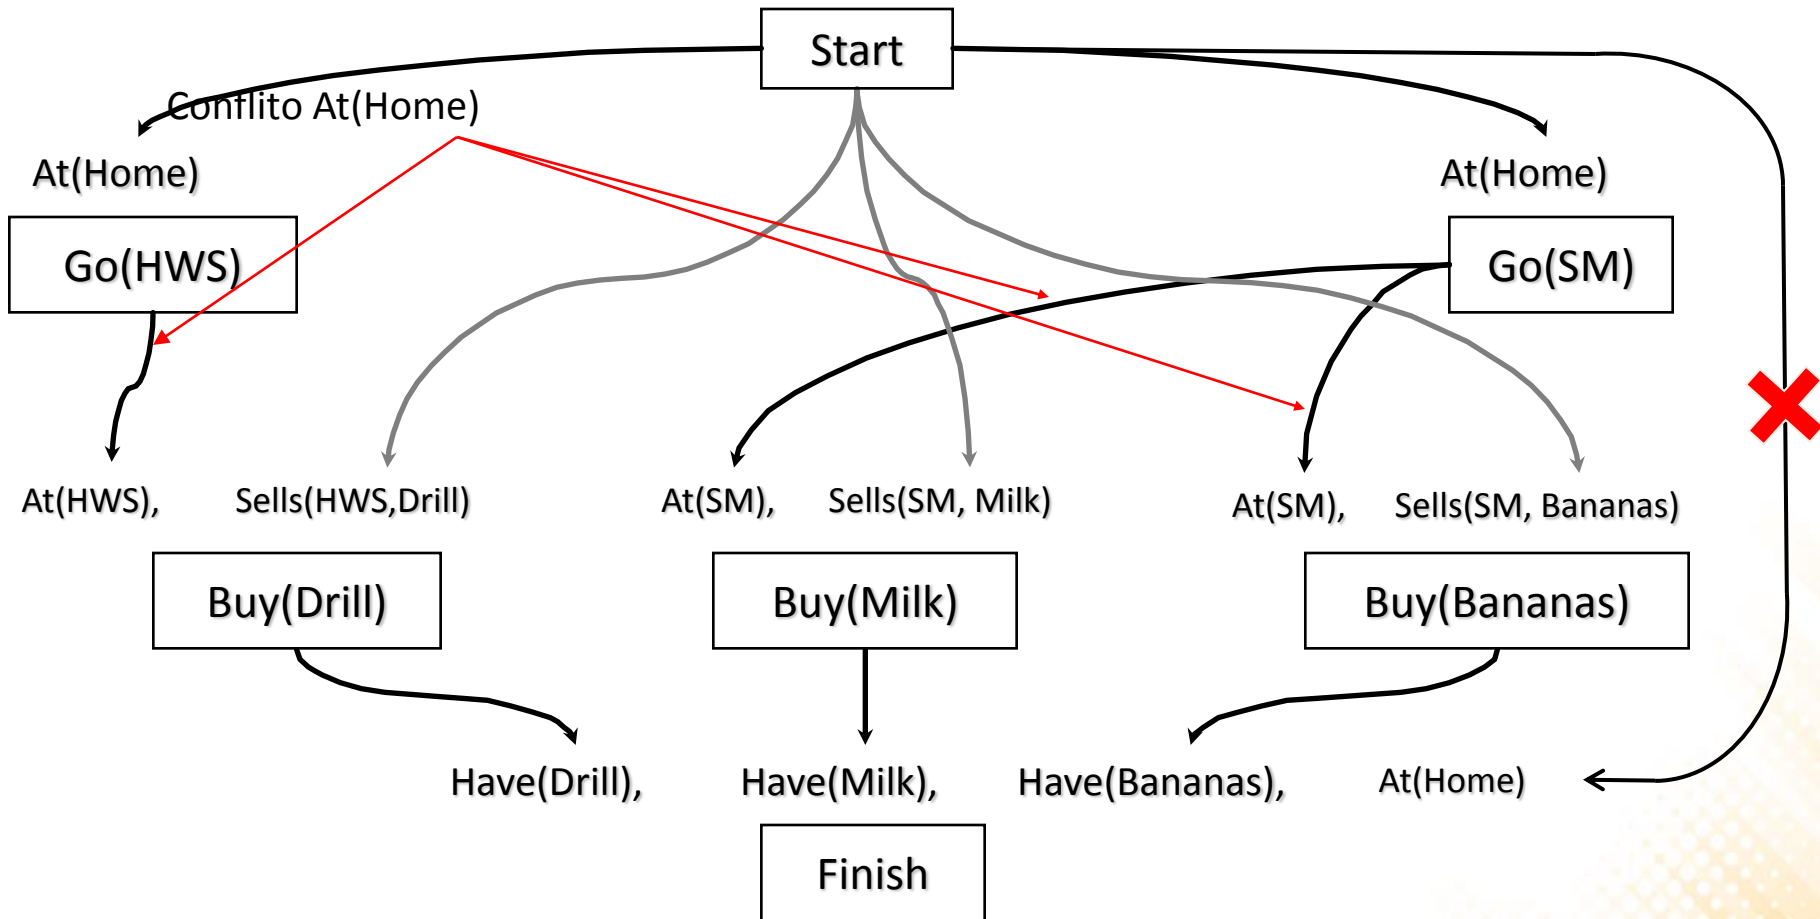 Start
Conflito At(Home)
At(Home)
At(Home)
Go(HWS)
Go(SM)
At(HWS), Sells(HWS,Drill) At(SM), Sells(SM, Milk) At(SM), Sells(SM, Bananas)
Buy(Drill)
Buy(Milk)
Buy(Bananas)
Have(Drill), Have(Milk), Have(Bananas), At(Home)
Finish